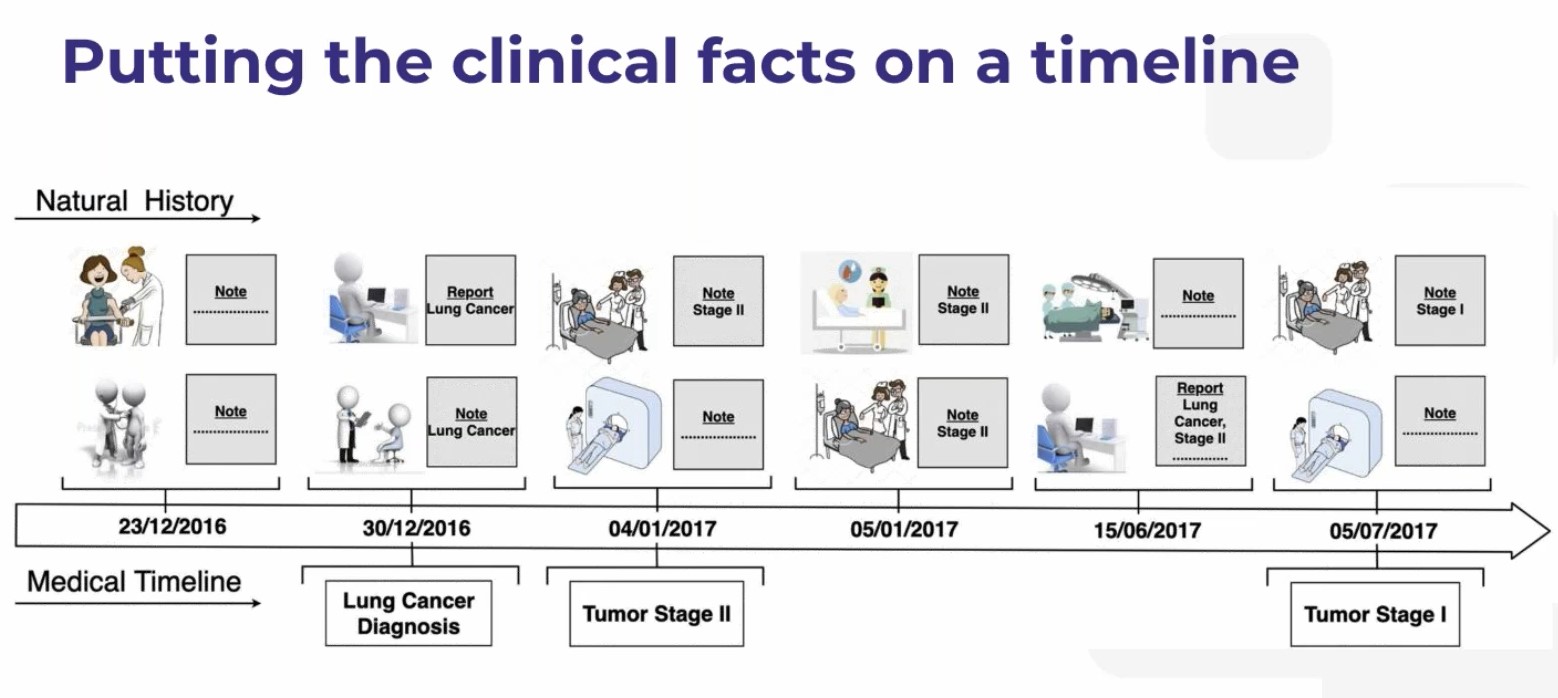 Putting the clinical facts on a timeline
Natural History
Note
....................
Report
Lung Cancer
Note
Stage II
Note
Stage II
Note
....................
Note
Stage I
Note
....................
Note
Lung Cancer
Note
....................
Note
Stage II
Report
Lung
Cancer,
Stage II
..............
Note
....................
23/12/2016
30/12/2016
04/01/2017
05/01/2017
15/06/2017
05/07/2017
Medical Timeline
Lung Cancer
Diagnosis
Tumor Stage II
Tumor Stage I